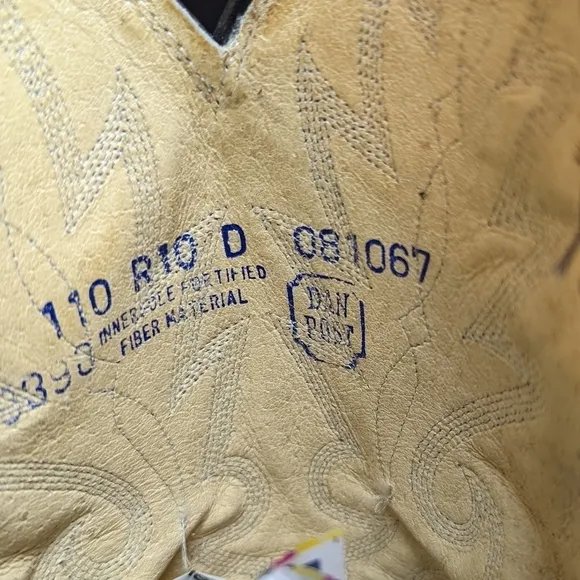 110 R10 D 081067
INNERSOLE FORTIFIED
FIBER MATERIAL
DAN
POST